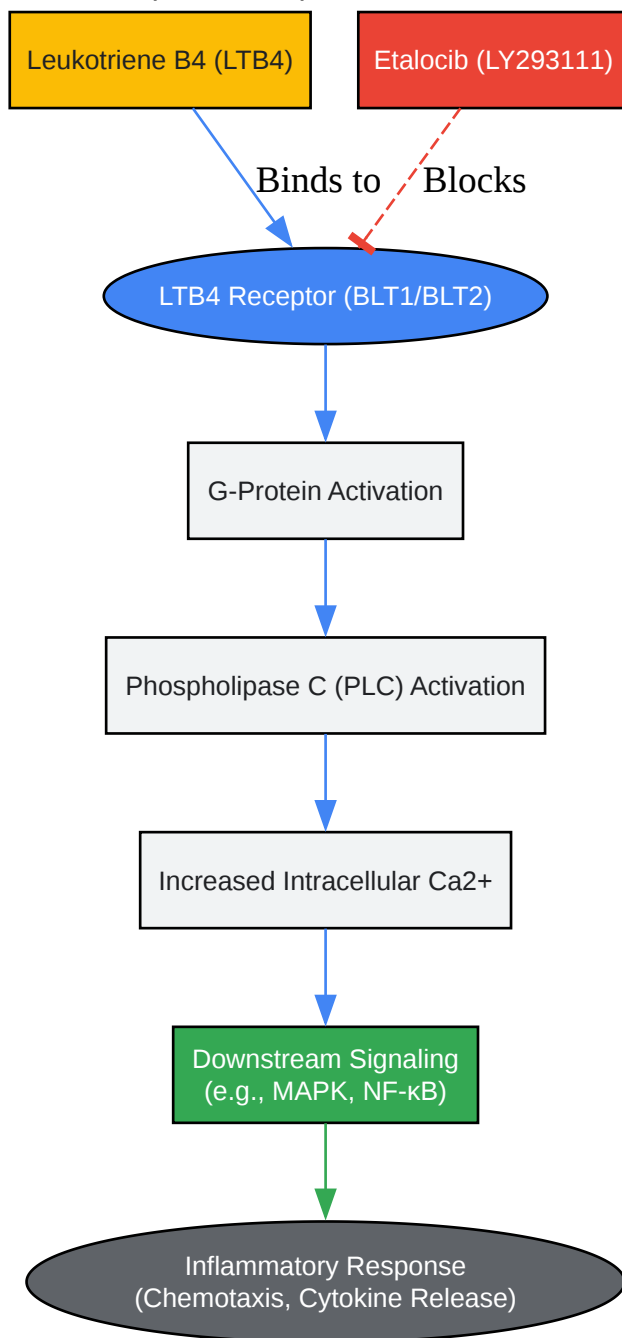 Leukotriene B4 (LTB4)
Etalocib (LY293111)
Binds to
Blocks
LTB4 Receptor (BLT1/BLT2)
G-Protein Activation
Phospholipase C (PLC) Activation
Increased Intracellular Ca2+
Downstream Signaling
(e.g., MAPK, NF-κB)
Inflammatory Response
(Chemotaxis, Cytokine Release)